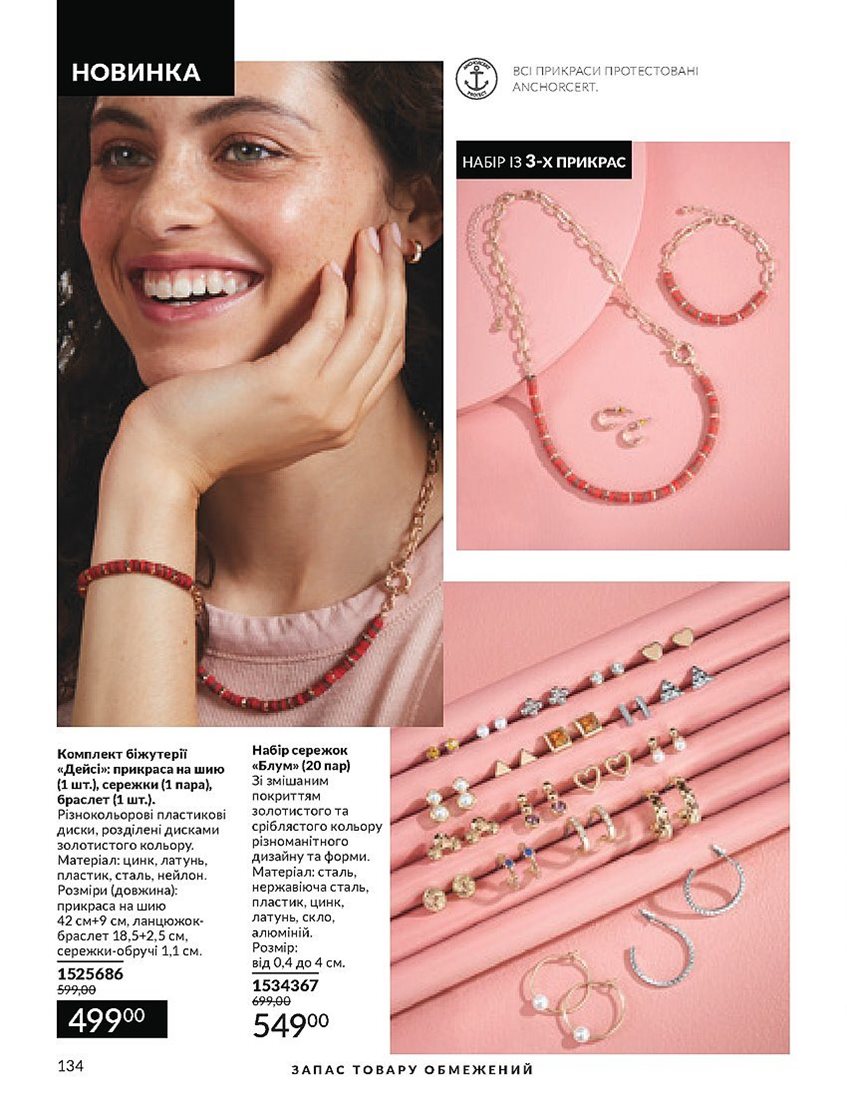 НОВИНКА
ANCHORCERT
PROTECT
ВСІ ПРИКРАСИ ПРОТЕСТОВАНІ
ANCHORCERT.
НАБІР ІЗ 3-Х ПРИКРАС
Комплект біжутерії
«Дейсі»: прикраса на шию
(1 шт.), сережки (1 пара),
браслет (1 шт.).
Різнокольорові пластикові
диски, розділені дисками
золотистого кольору.
Матеріал: цинк, латунь,
пластик, сталь, нейлон.
Розміри (довжина):
прикраса на шию
42 см+9 см, ланцюжок-
браслет 18,5+2,5 см,
сережки-обручі 1,1 см.
1525686
599,00
49900
Набір сережок
«Блум» (20 пар)
Зі змішаним
покриттям
золотистого та
сріблястого кольору
різноманітного
дизайну та форми.
Матеріал: сталь,
нержавіюча сталь,
пластик, цинк,
латунь, скло,
алюміній.
Розмір:
від 0,4 до 4 см.
1534367
699,00
54900
134
ЗАПАС ТОВАРУ ОБМЕЖЕНИЙ